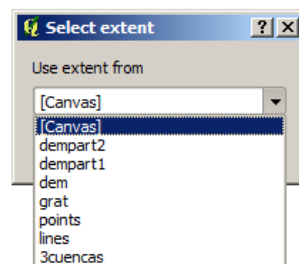 Select extent
Use extent from
[Canvas]
[Canvas]
dempart2
dempart1
dem
grat
points
lines
3cuencas